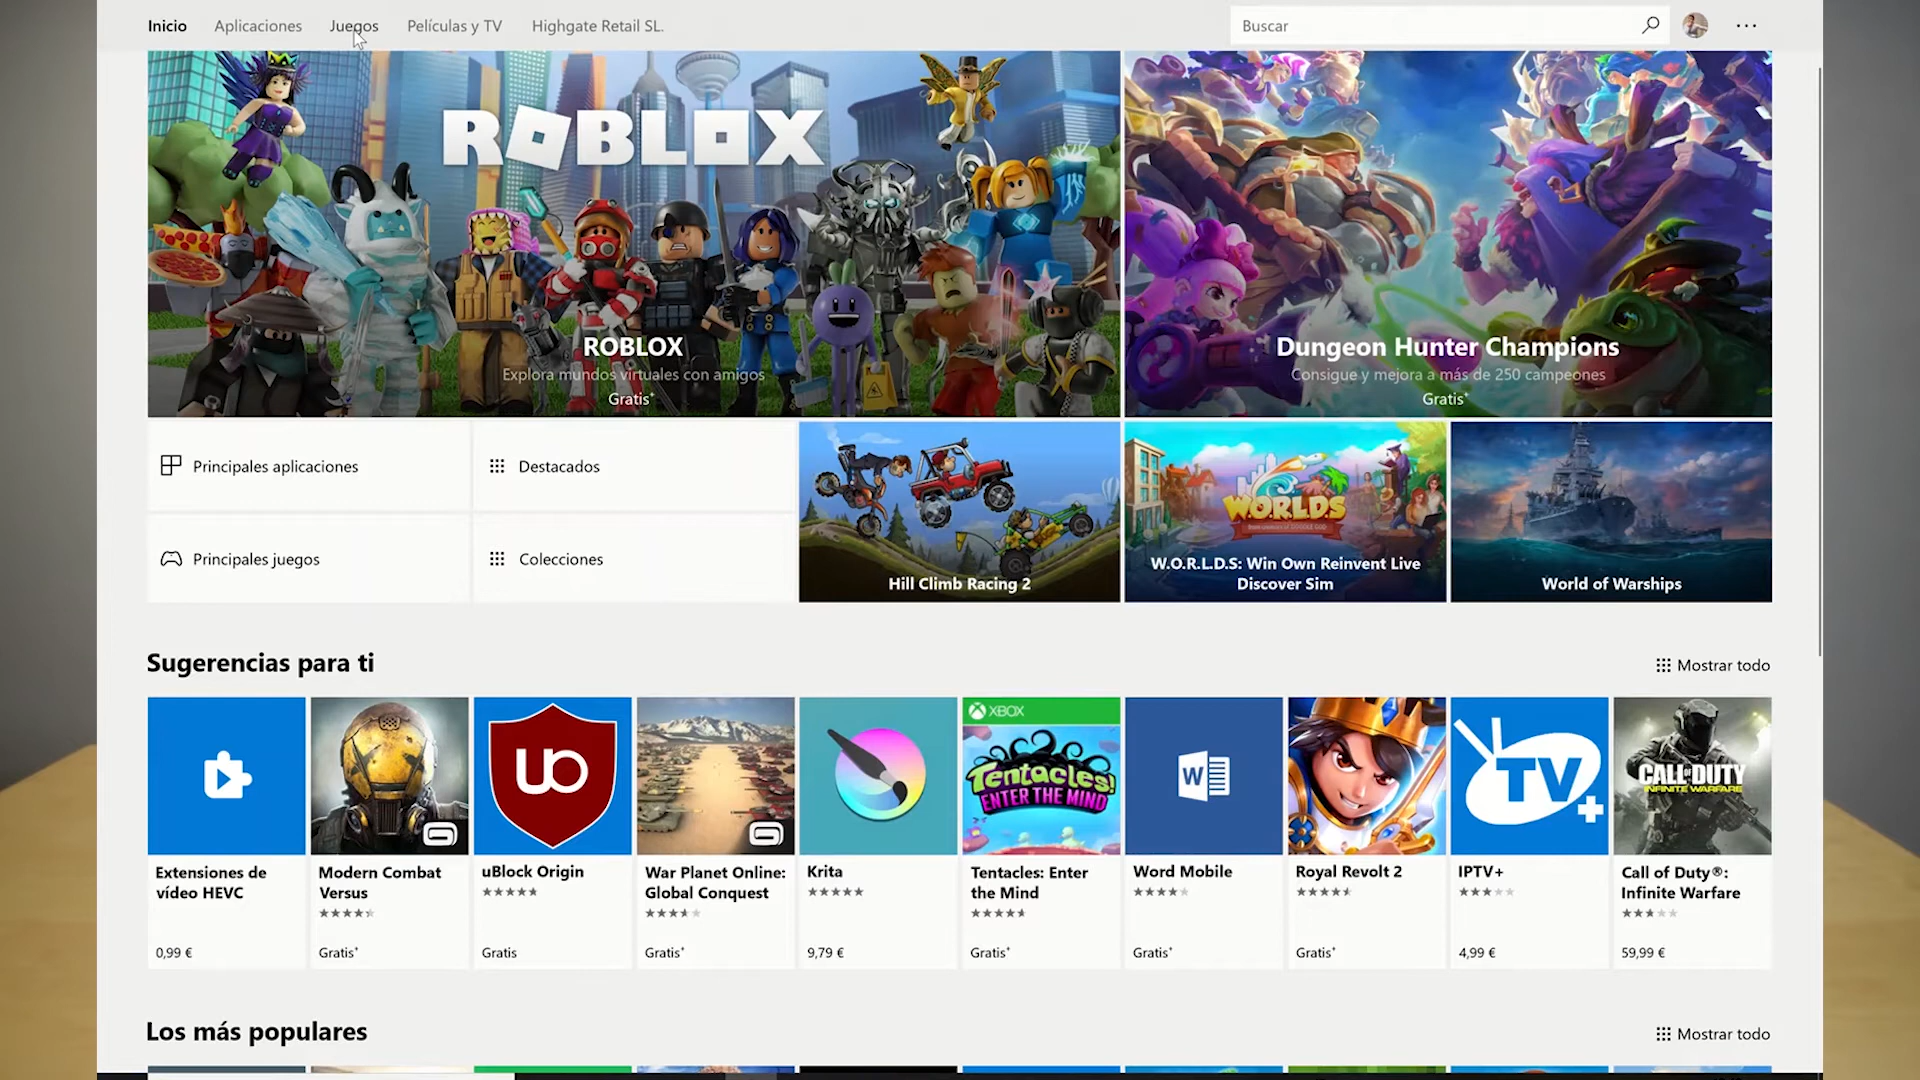 Inicio
Aplicaciones
Juegos
Películas y TV
Highgate Retail SL.
Buscar
ROBLOX
ROBLOX
Explora mundos virtuales con amigos
Gratis*
Dungeon Hunter Champions
Consigue y mejora a más de 250 campeones
Gratis*
Principales aplicaciones
Destacados
Principales juegos
Colecciones
Hill Climb Racing 2
WORLDS
W.O.R.L.D.S: Win Own Reinvent Live
Discover Sim
World of Warships
Sugerencias para ti
Mostrar todo
UO
XBOX
Tentacles!
ENTER THE MIND
W
TV+
CALL OF DUTY
INFINITE WARFARE
Extensiones de
vídeo HEVC
0,99 €
Modern Combat
Versus
Gratis*
uBlock Origin
Gratis
War Planet Online:
Global Conquest
Gratis*
Krita
9,79 €
Tentacles: Enter
the Mind
Gratis*
Word Mobile
Gratis*
Royal Revolt 2
Gratis*
IPTV+
4,99 €
Call of Duty®:
Infinite Warfare
59,99 €
Los más populares
Mostrar todo